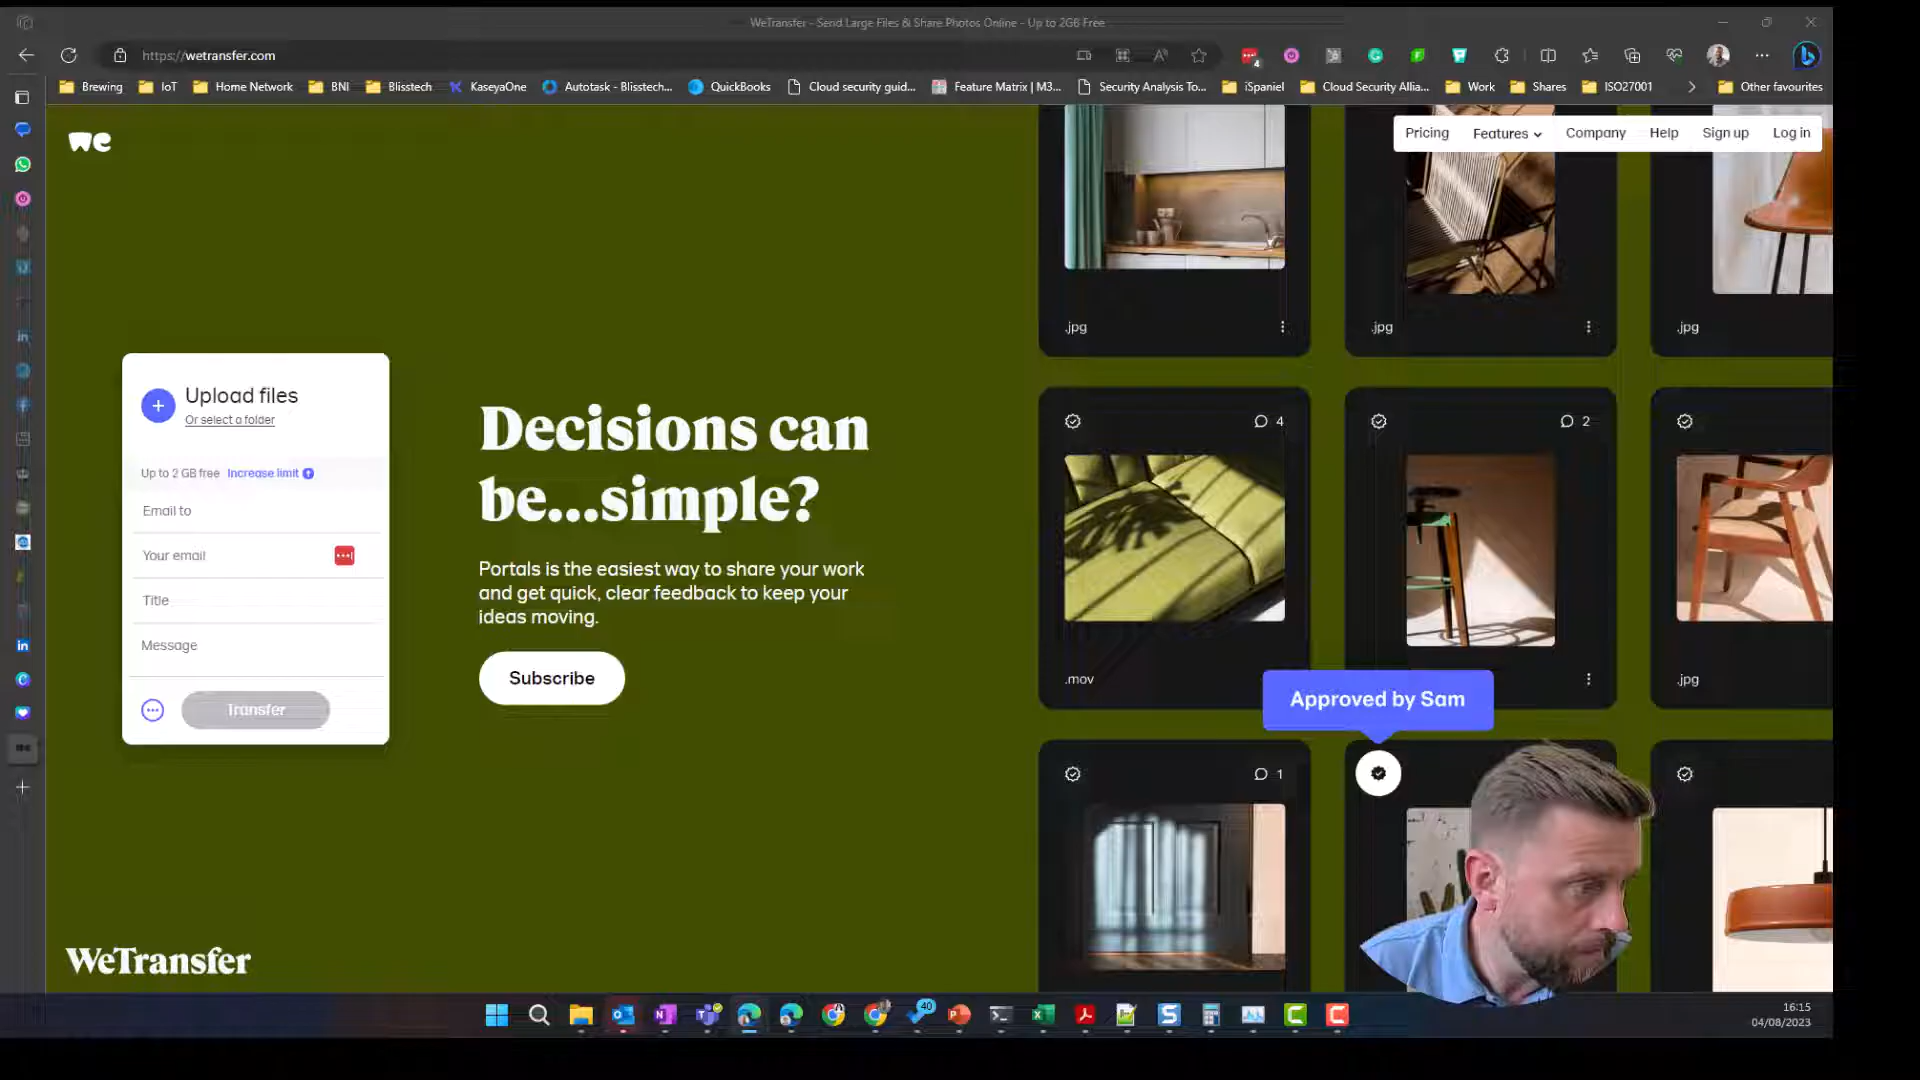 WeTransfer - Send Large Files & Share Photos Online - Up to 2GB Free
https://wetransfer.com
4
Brewing
IoT
Home Network
BNI
Blisstech
KaseyaOne
Autotask - Blisstech...
QuickBooks
Cloud security guid...
Feature Matrix | M3...
Security Analysis To...
iSpaniel
Cloud Security Allia...
Work
Shares
ISO27001
Other favourites
we
Pricing
Features
Company
Help
Sign up
Log in
.jpg
.jpg
.jpg
Upload files
Or select a folder
Up to 2 GB free Increase limit
Email to
Your email
Title
Message
Transfer
Decisions can
be...simple?
Portals is the easiest way to share your work
and get quick, clear feedback to keep your
ideas moving.
Subscribe
4
2
.mov
.jpg
Approved by Sam
1
WeTransfer
40
16:15
04/08/2023